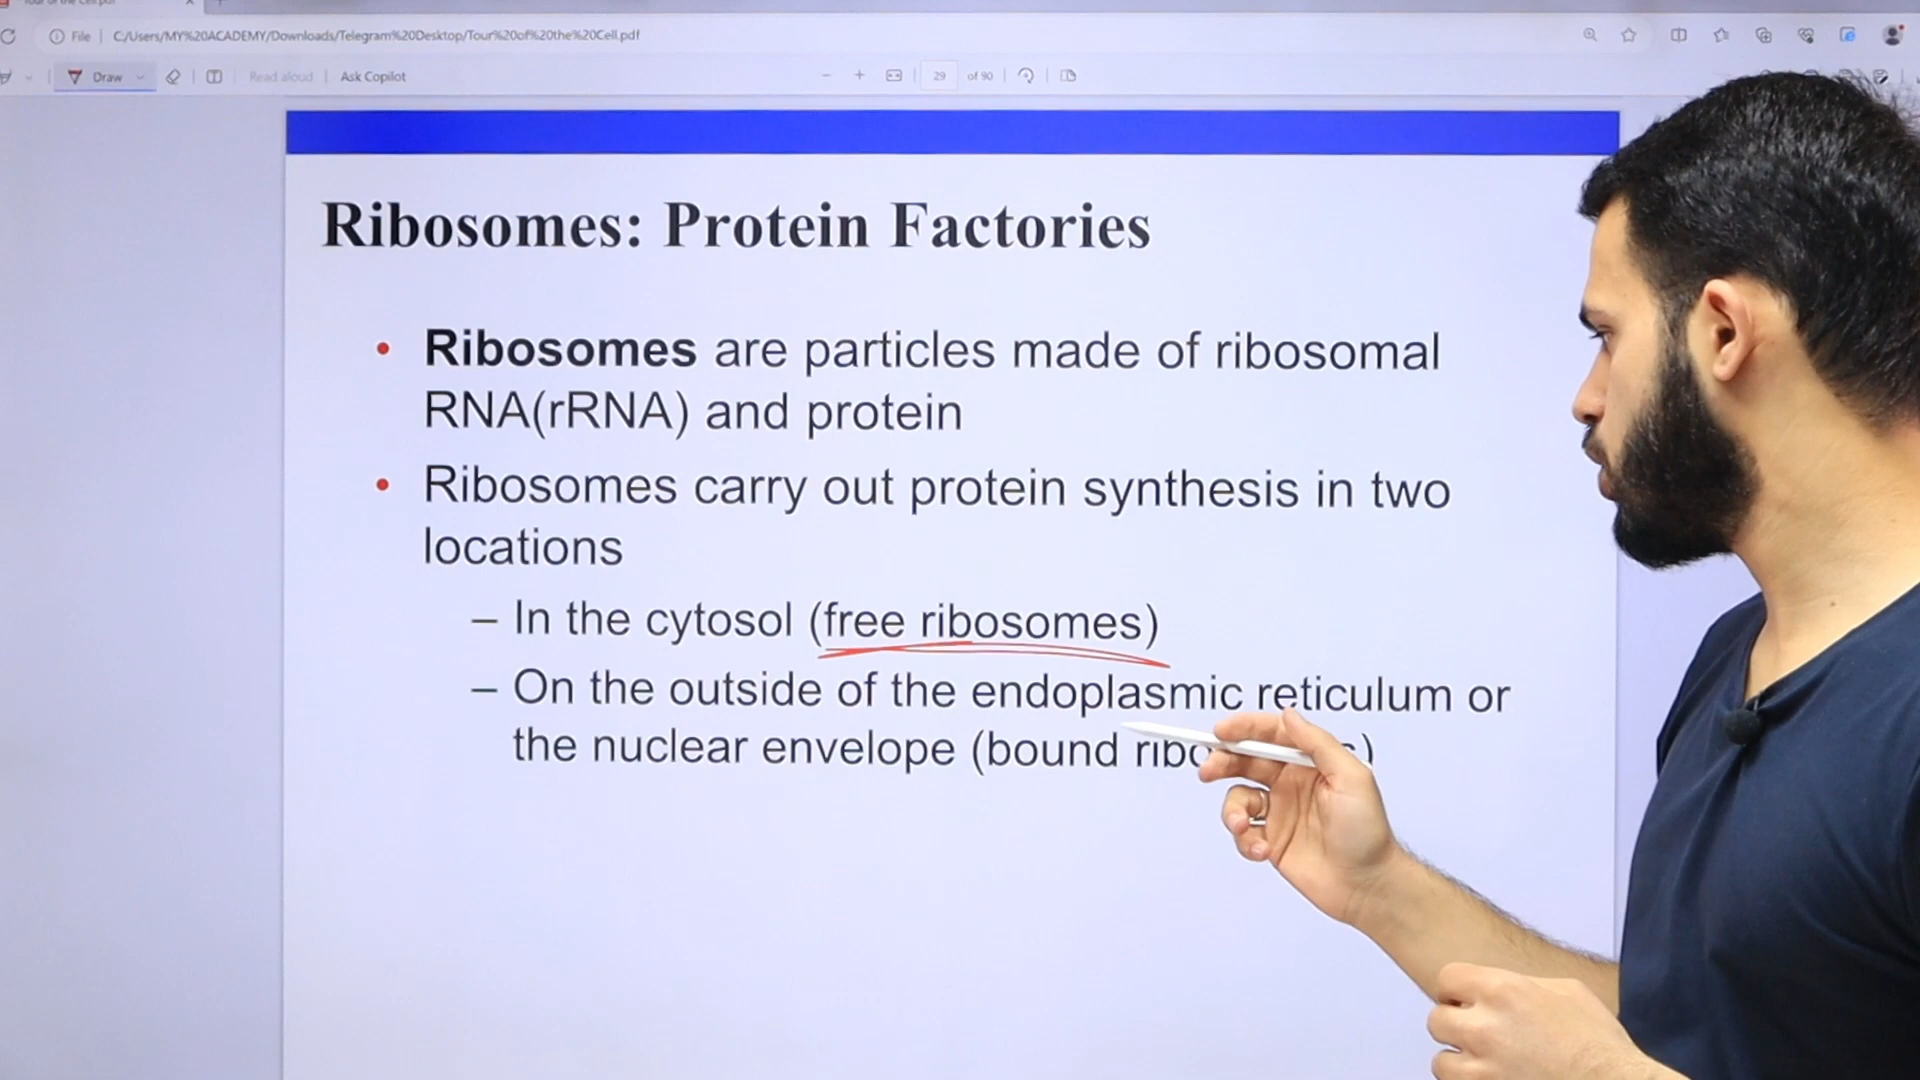 File C:/Users/MY%20ACADEMY/Downloads/Telegram%20Desktop/Tour%20of%20the%20Cell.pdf
Draw Read aloud Ask Copilot 29 of 90
Ribosomes: Protein Factories
• Ribosomes are particles made of ribosomal
RNA(rRNA) and protein
• Ribosomes carry out protein synthesis in two
locations
– In the cytosol (free ribosomes)
– On the outside of the endoplasmic reticulum or
the nuclear envelope (bound